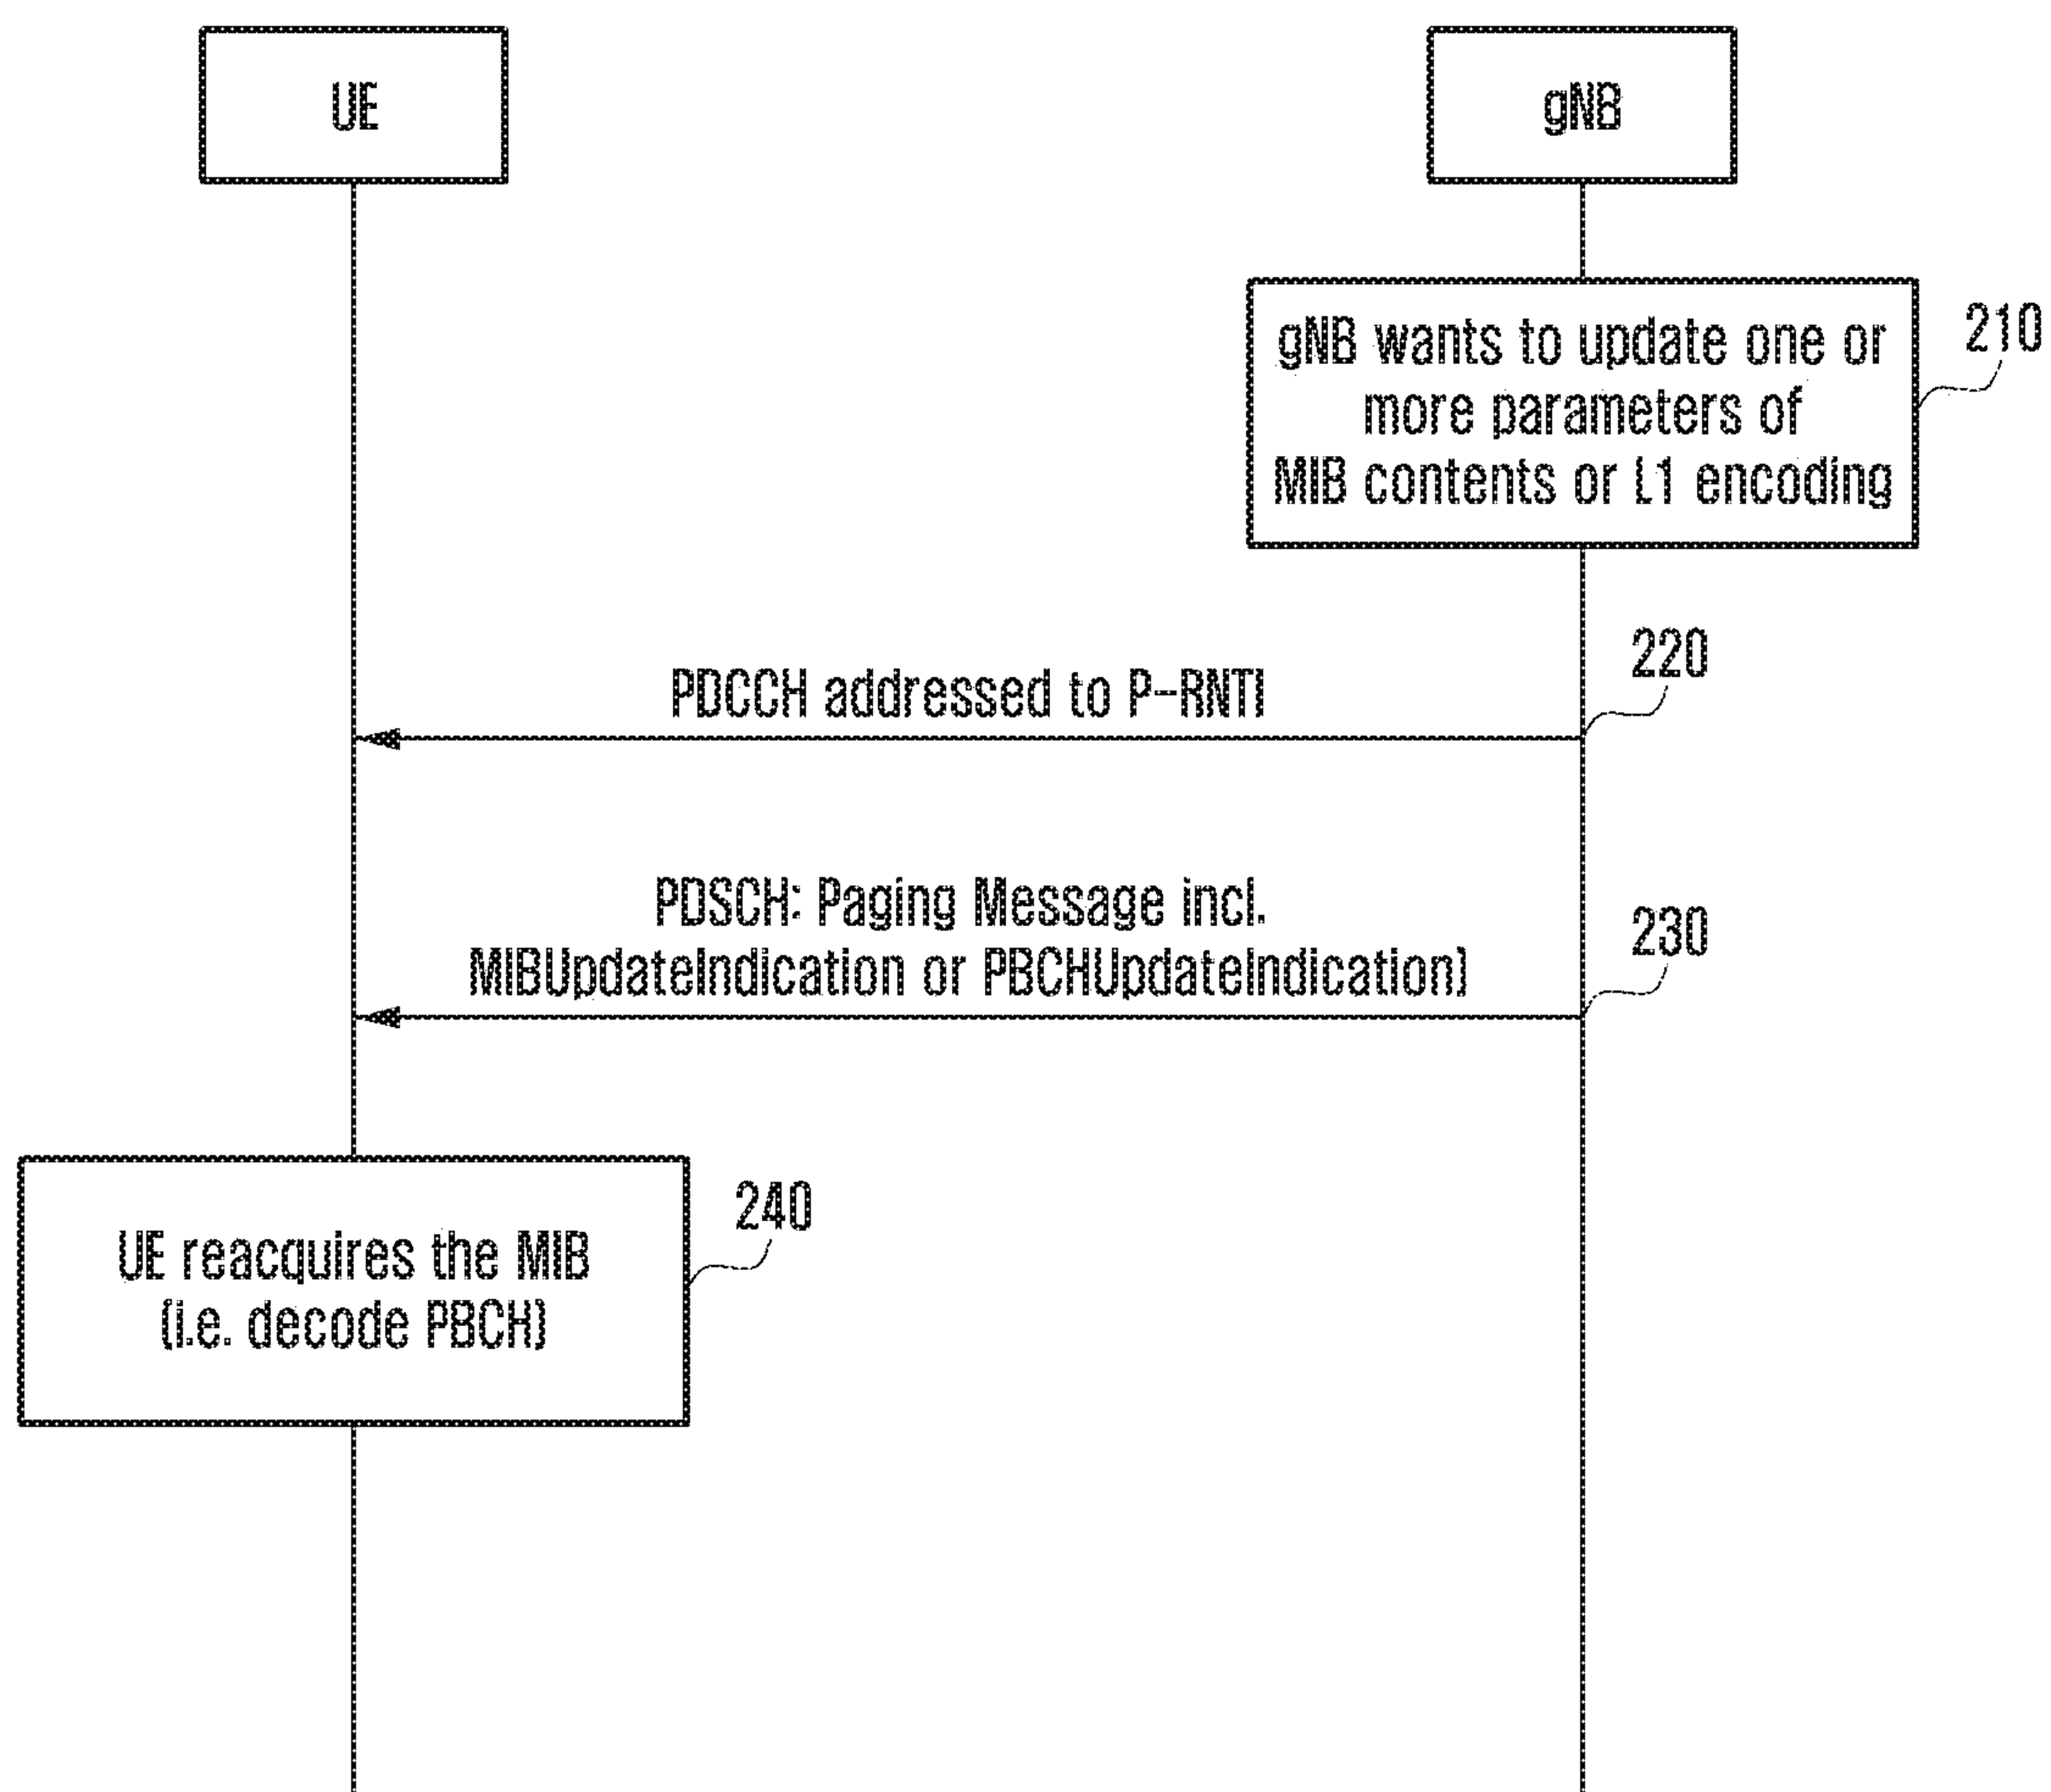 UE
gNB
gNB wants to update one or
more parameters of
MIB contents or L1 encoding
210
PDCCH addressed to P-RNTI
220
PDSCH: Paging Message incl.
MIBUpdateIndication or PBCHUpdateIndication)
230
UE reacquires the MIB
(i.e. decode PBCH)
240